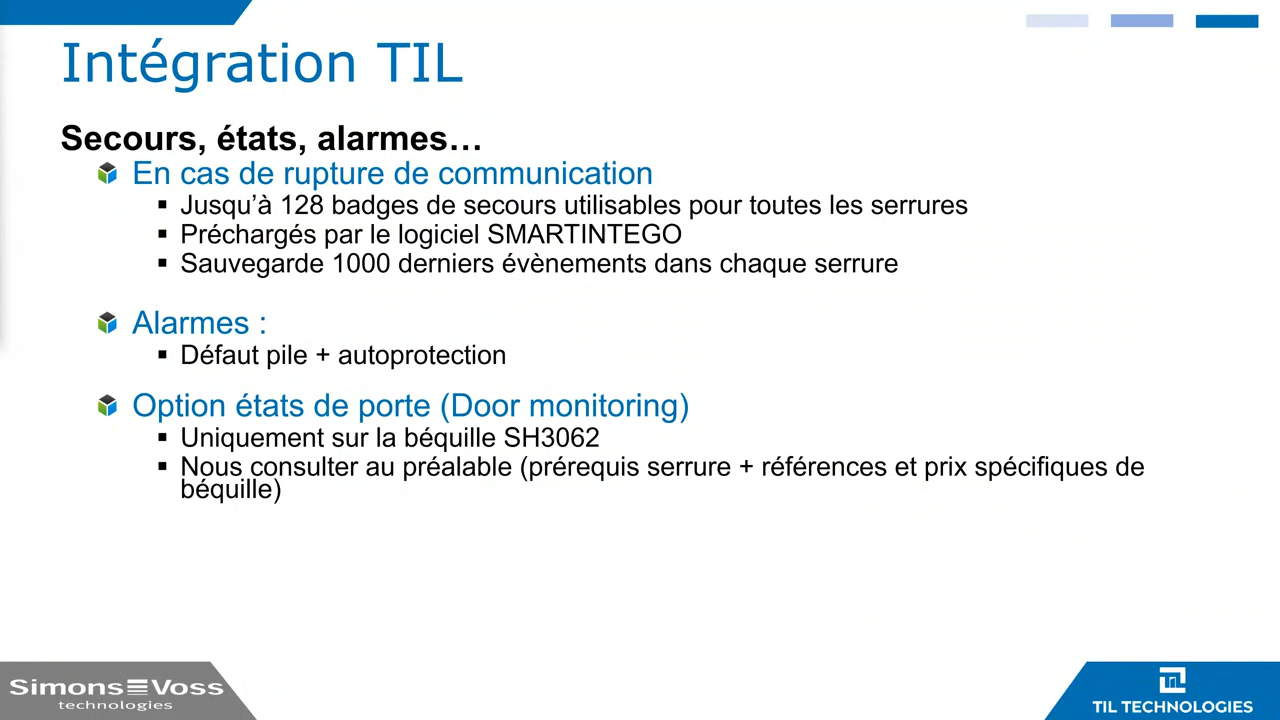 Intégration TIL
Secours, états, alarmes…
En cas de rupture de communication
▪ Jusqu’à 128 badges de secours utilisables pour toutes les serrures
▪ Préchargés par le logiciel SMARTINTEGO
▪ Sauvegarde 1000 derniers évènements dans chaque serrure
Alarmes :
▪ Défaut pile + autoprotection
Option états de porte (Door monitoring)
▪ Uniquement sur la béquille SH3062
▪ Nous consulter au préalable (prérequis serrure + références et prix spécifiques de
béquille)
Simons Voss
technologies
TIL TECHNOLOGIES